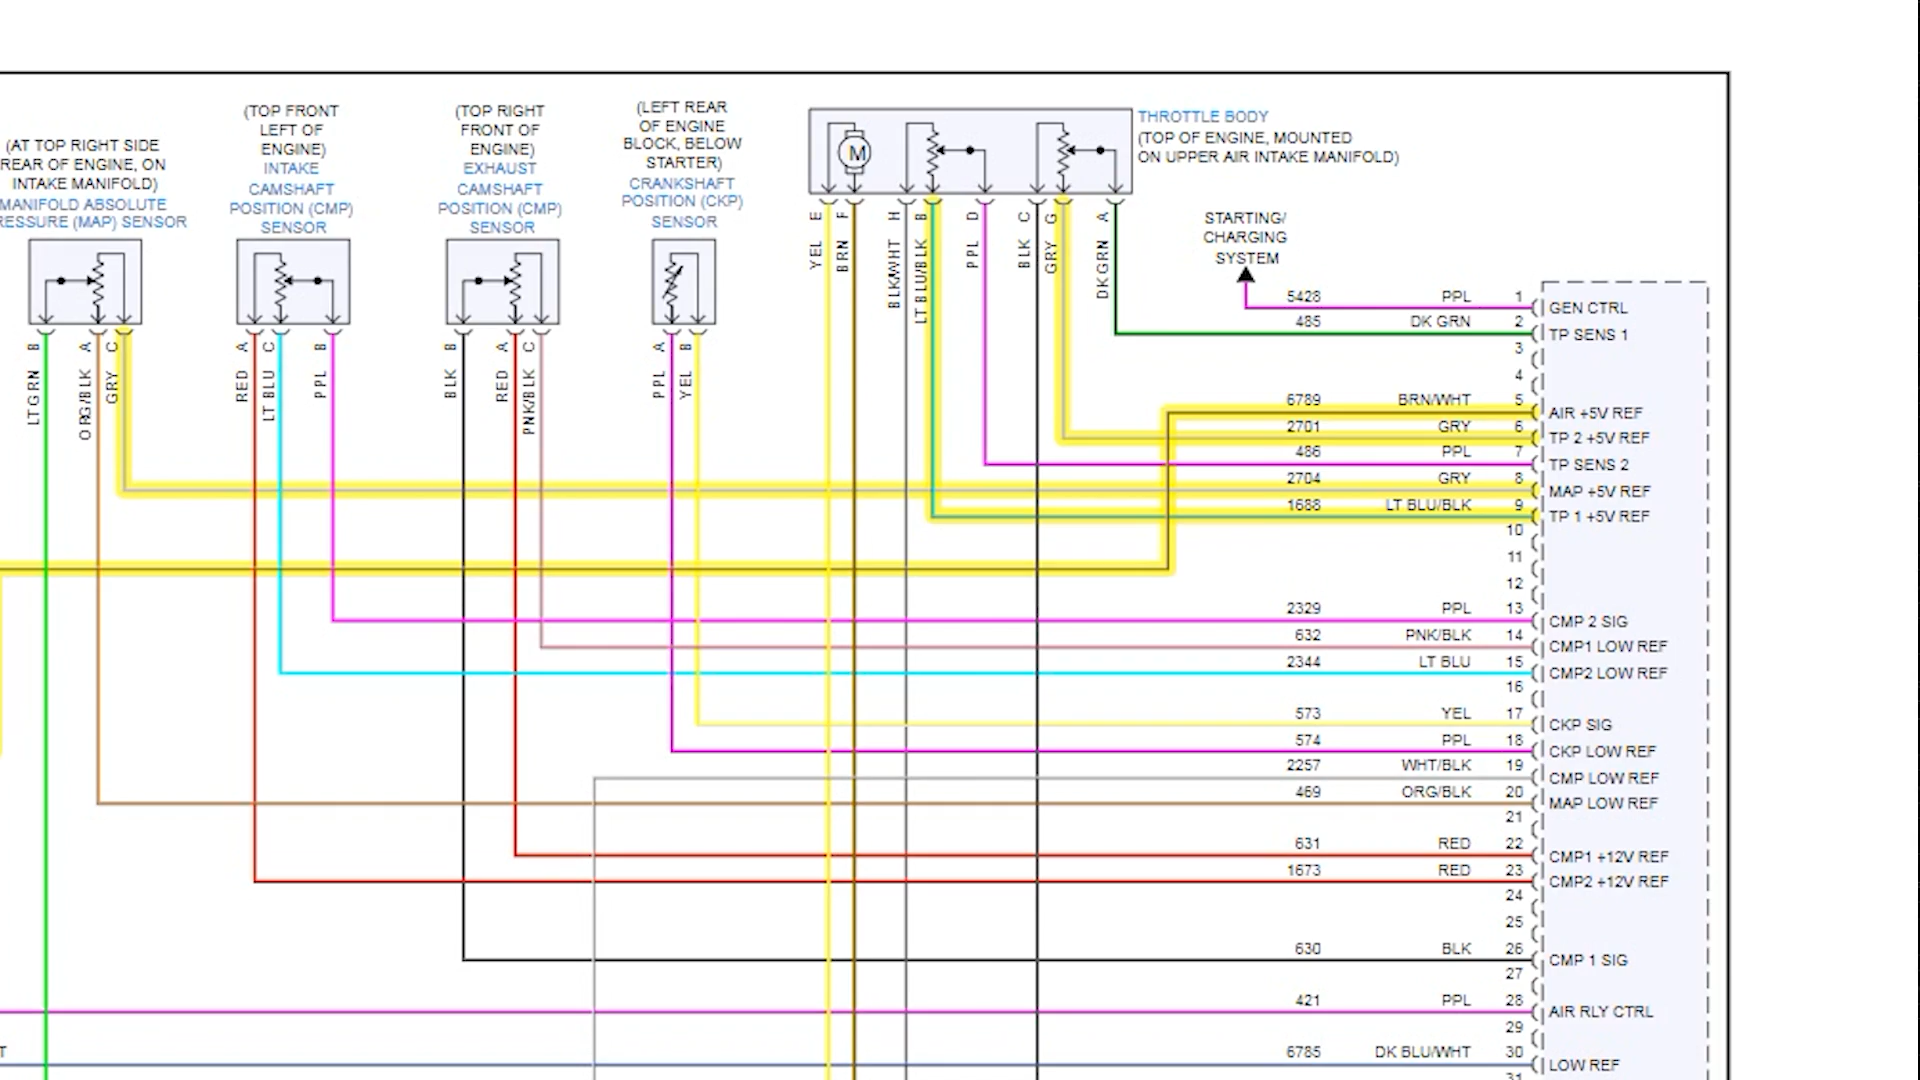 (AT TOP RIGHT SIDE
REAR OF ENGINE, ON
INTAKE MANIFOLD)
MANIFOLD ABSOLUTE
RESSURE (MAP) SENSOR
(TOP FRONT
LEFT OF
ENGINE)
INTAKE
CAMSHAFT
POSITION (CMP)
SENSOR
(TOP RIGHT
FRONT OF
ENGINE)
EXHAUST
CAMSHAFT
POSITION (CMP)
SENSOR
(LEFT REAR
OF ENGINE
BLOCK, BELOW
STARTER)
CRANKSHAFT
POSITION (CKP)
SENSOR
M
THROTTLE BODY
(TOP OF ENGINE, MOUNTED
ON UPPER AIR INTAKE MANIFOLD)
B LT GRN
A ORG/BLK
C GRY
A RED
C LT BLU
B PPL
B BLK
A RED
C PNK/BLK
A PPL
B YEL
E YEL
F BRN
H BLK/WHT
B LT BLU/BLK
D PPL
C BLK
G GRY
A DK GRN
STARTING/
CHARGING
SYSTEM
5428 PPL 1 GEN CTRL
485 DK GRN 2 TP SENS 1
3
4
6789 BRN/WHT 5 AIR +5V REF
2701 GRY 6 TP 2 +5V REF
486 PPL 7 TP SENS 2
2704 GRY 8 MAP +5V REF
1688 LT BLU/BLK 9 TP 1 +5V REF
10
11
12
2329 PPL 13 CMP 2 SIG
632 PNK/BLK 14 CMP1 LOW REF
2344 LT BLU 15 CMP2 LOW REF
16
573 YEL 17 CKP SIG
574 PPL 18 CKP LOW REF
2257 WHT/BLK 19 CMP LOW REF
469 ORG/BLK 20 MAP LOW REF
21
631 RED 22 CMP1 +12V REF
1673 RED 23 CMP2 +12V REF
24
25
630 BLK 26 CMP 1 SIG
27
421 PPL 28 AIR RLY CTRL
29
T
6785 DK BLU/WHT 30 LOW REF
31